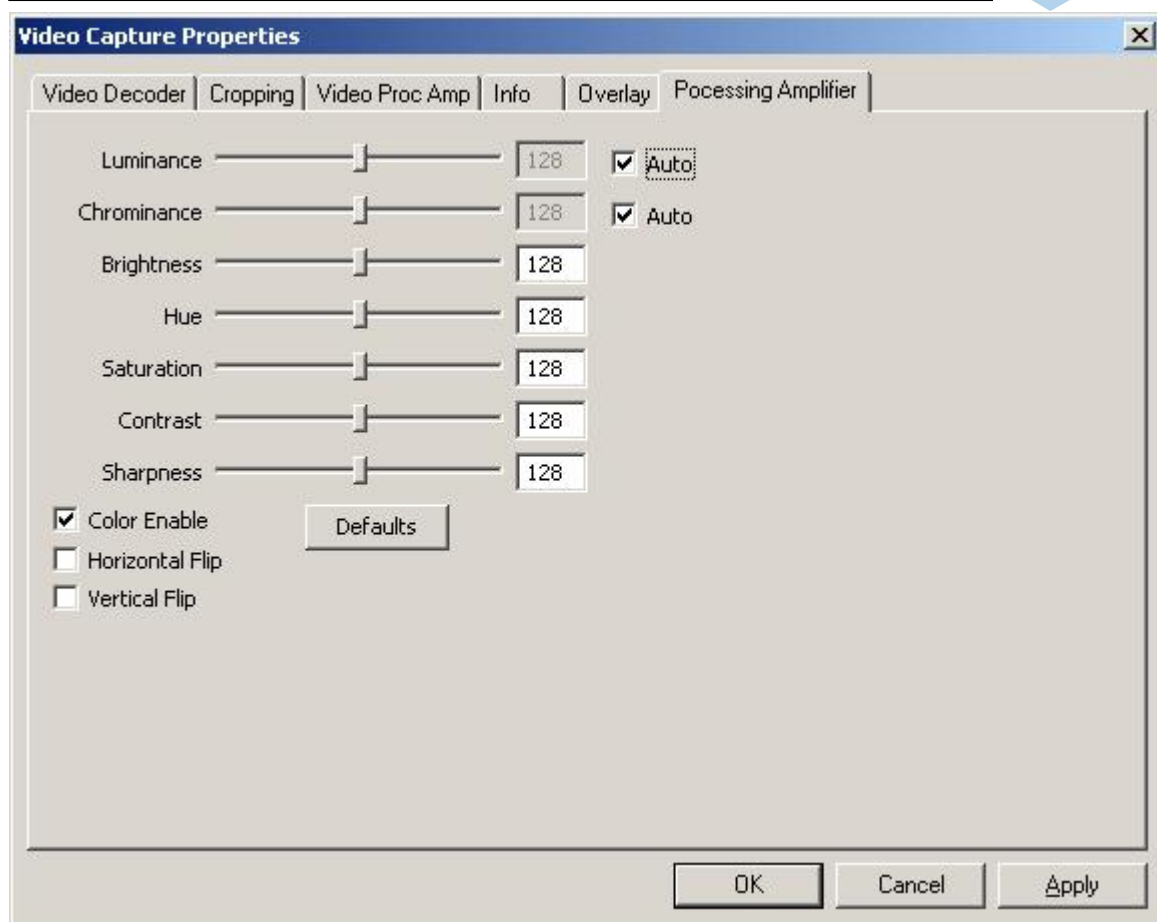 Video Capture Properties
Video Decoder Cropping Video Proc Amp Info Overlay Pocessing Amplifier
Luminance 128 Auto
Chrominance 128 Auto
Brightness 128
Hue 128
Saturation 128
Contrast 128
Sharpness 128
Color Enable Defaults
Horizontal Flip
Vertical Flip
OK Cancel Apply